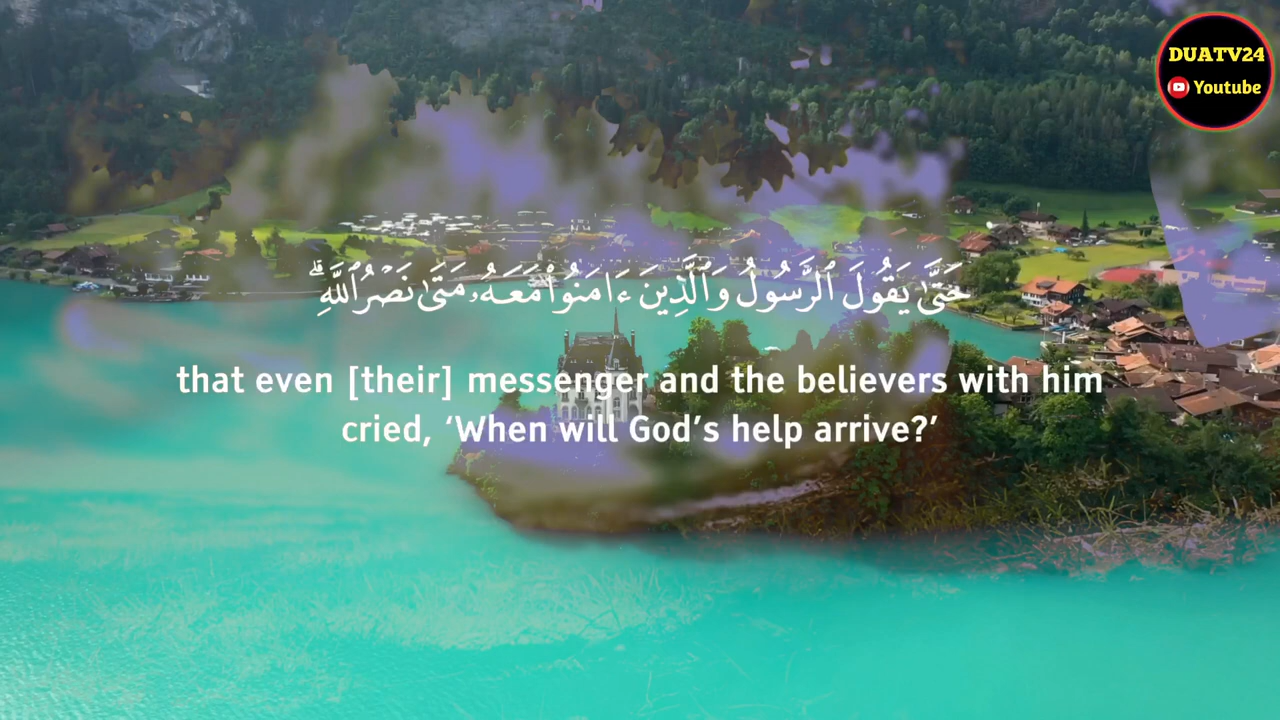 DUATV24
Youtube
حَتَّىٰ يَقُولَ ٱلرَّسُولُ وَٱلَّذِينَ ءَامَنُوا۟ مَعَهُۥ مَتَىٰ نَصْرُ ٱللَّهِ ۗ
that even [their] messenger and the believers with him
cried, ‘When will God’s help arrive?’